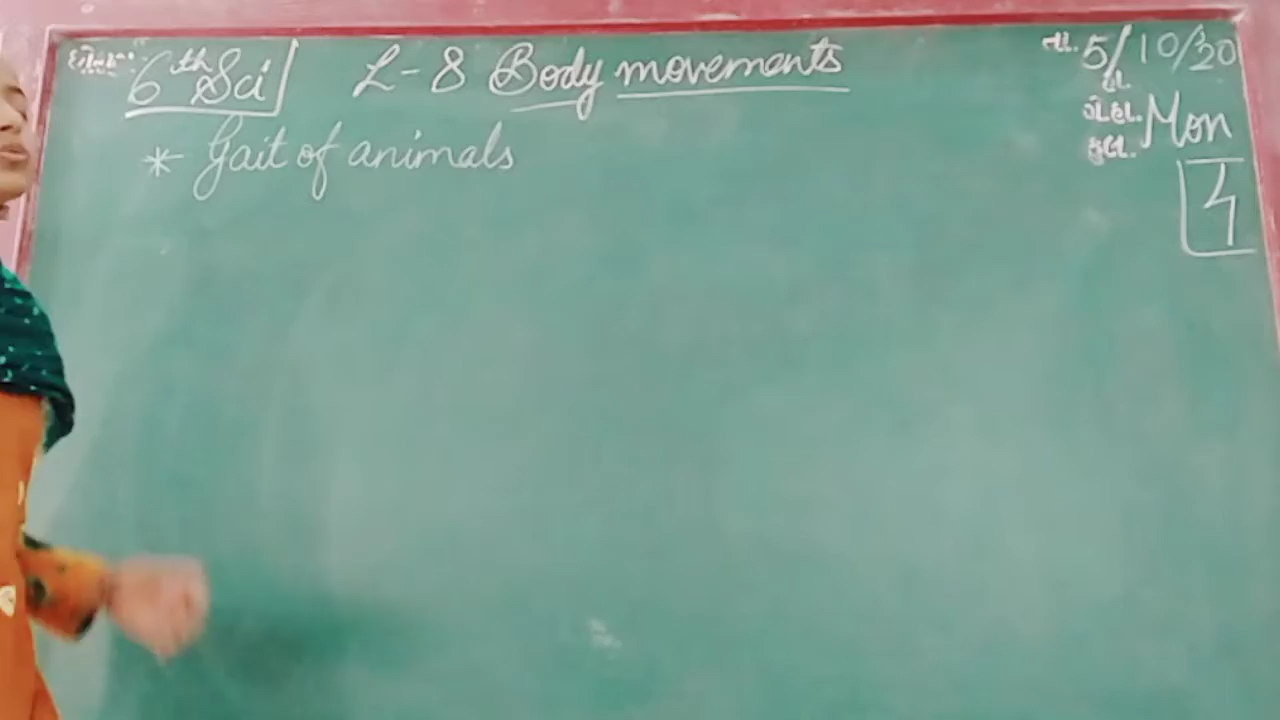 6th Sci L-8 Body movements તા. 5/10/20
Mon
* Gait of animals
4